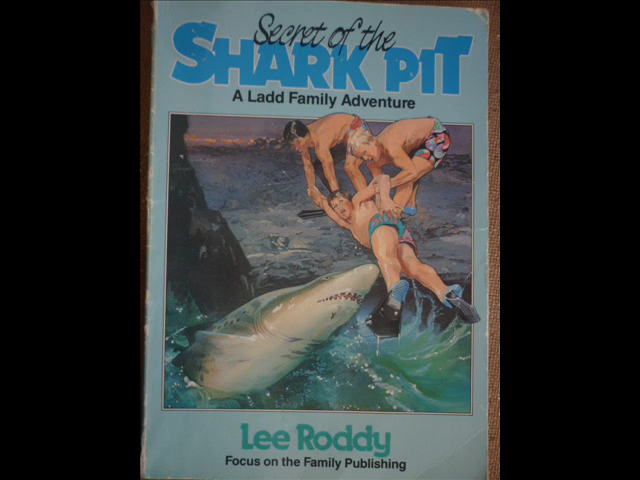 Secret of the
SHARK PIT
A Ladd Family Adventure
Lee Roddy
Focus on the Family Publishing